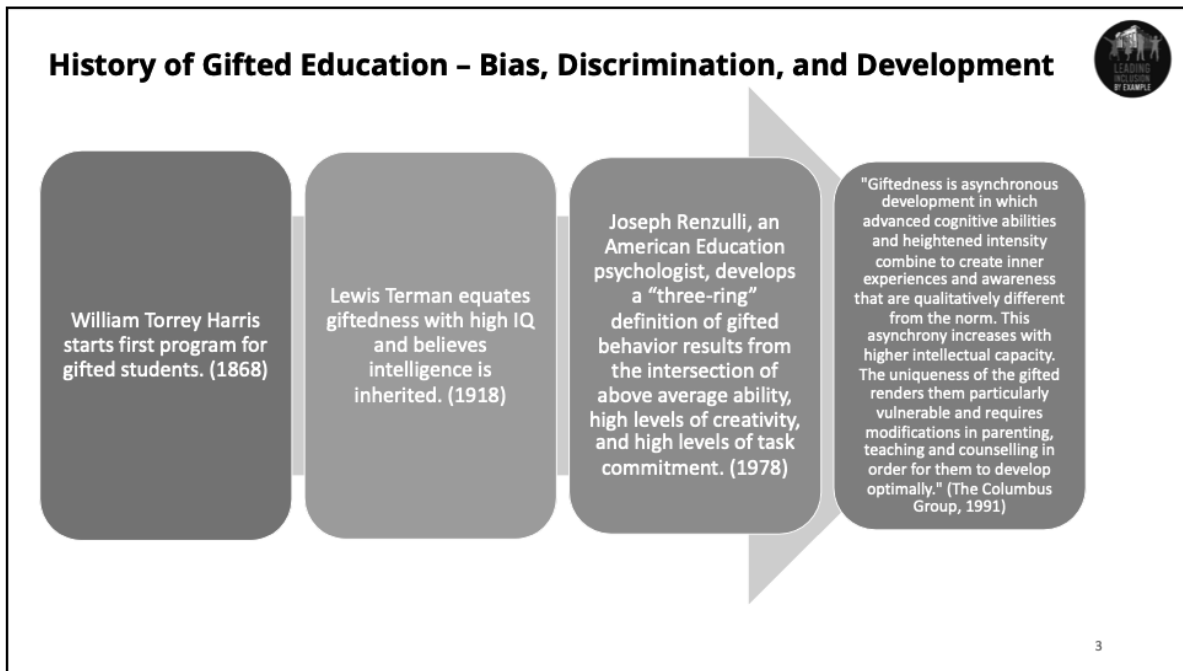 History of Gifted Education – Bias, Discrimination, and Development
LEADING
INCLUSION
BY EXAMPLE
William Torrey Harris
starts first program for
gifted students. (1868)
Lewis Terman equates
giftedness with high IQ
and believes
intelligence is
inherited. (1918)
Joseph Renzulli, an
American Education
psychologist, develops
a “three-ring”
definition of gifted
behavior results from
the intersection of
above average ability,
high levels of creativity,
and high levels of task
commitment. (1978)
"Giftedness is asynchronous
development in which
advanced cognitive abilities
and heightened intensity
combine to create inner
experiences and awareness
that are qualitatively different
from the norm. This
asynchrony increases with
higher intellectual capacity.
The uniqueness of the gifted
renders them particularly
vulnerable and requires
modifications in parenting,
teaching and counselling in
order for them to develop
optimally." (The Columbus
Group, 1991)
3